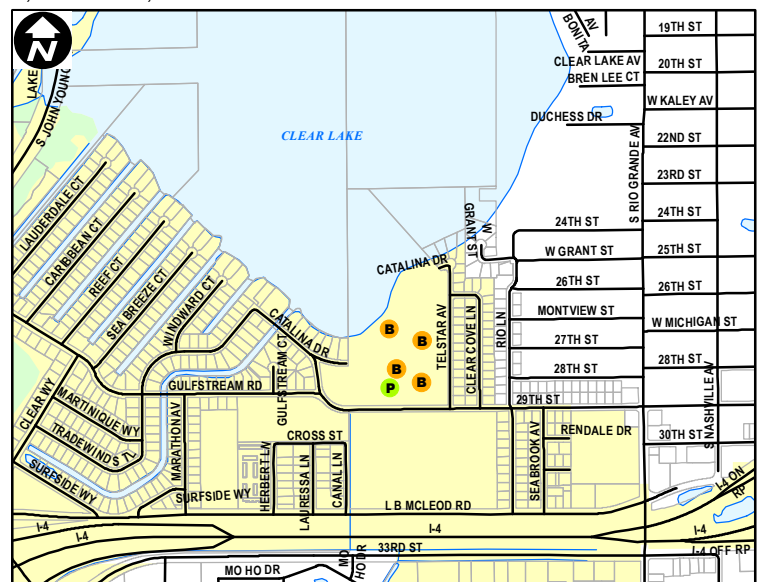 N
LAKE
S JOHN YOUNG
BONITA
AV
19TH ST
CLEAR LAKE AV
20TH ST
BREN LEE CT
W KALEY AV
DUCHESS DR
CLEAR LAKE
22ND ST
S RIO GRANDE AV
23RD ST
LAUDERDALE CT
CARIBBEAN CT
REEF CT
SEA BREEZE CT
WINDWARD CT
W
GRANT ST
24TH ST
24TH ST
W GRANT ST
25TH ST
CATALINA DR
26TH ST
26TH ST
MONTVIEW ST
W MICHIGAN ST
CATALINA DR
B
B
TELSTAR AV
CLEAR COVE LN
RIO LN
27TH ST
28TH ST
28TH ST
S NASHVILLE AV
GULFSTREAM CT
B
B
P
GULFSTREAM RD
29TH ST
CLEAR WY
MARTINIQUE WY
TRADEWINDS
MARATHON AV
CROSS ST
SEABROOK AV
RENDALE DR
30TH ST
SURFSIDE WY
SURFSIDE WY
HERBERT LN
LAURESSA LN
CANAL LN
L B MCLEOD RD
I-4 ON
RP
I-4
I-4
I-4
I-4
33RD ST
I-4 OFF RP
MO HO DR
MO
HO DR